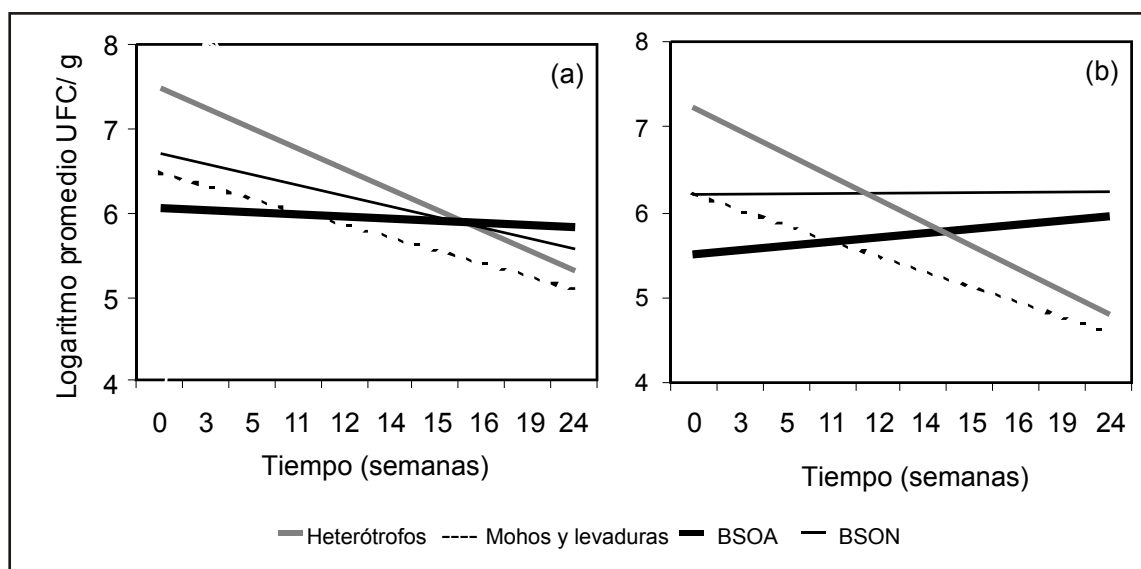 Logaritmo promedio UFC/ g
8
7
6
5
4
(a)
0 3 5 11 12 14 15 16 19 24
Tiempo (semanas)
8
7
6
5
4
(b)
0 3 5 11 12 14 15 16 19 24
Tiempo (semanas)
Heterótrofos Mohos y levaduras BSOA BSON